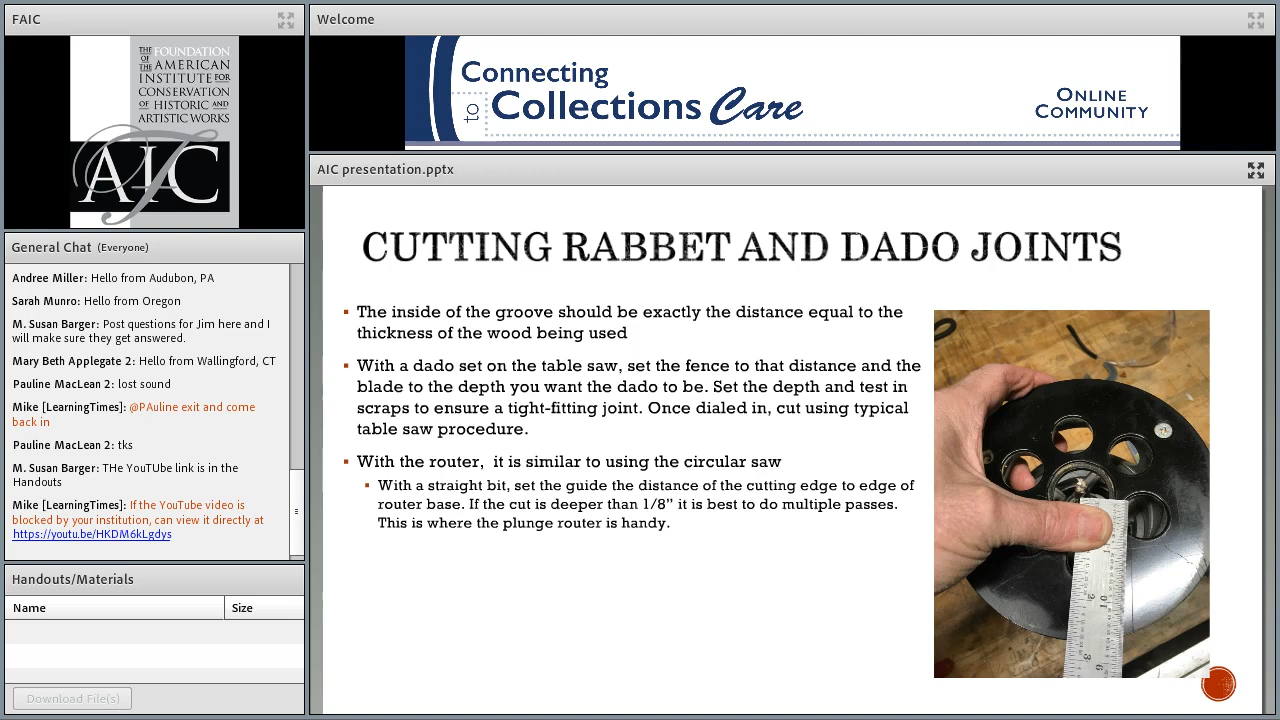 FAIC
THE FOUNDATION
OF THE AMERICAN
INSTITUTE FOR
CONSERVATION
OF HISTORIC AND
ARTISTIC WORKS
AIC
General Chat (Everyone)
Andree Miller: Hello from Audubon, PA
Sarah Munro: Hello from Oregon
M. Susan Barger: Post questions for Jim here and I
will make sure they get answered.
Mary Beth Applegate 2: Hello from Wallingford, CT
Pauline MacLean 2: lost sound
Mike [LearningTimes]: @PAuline exit and come
back in
Pauline MacLean 2: tks
M. Susan Barger: THe YouTUbe link is in the
Handouts
Mike [LearningTimes]: If the YouTube video is
blocked by your institution, can view it directly at
https://youtu.be/HKDM6kLgdys
Handouts/Materials
Name Size
Download File(s)
Welcome
Connecting
to Collections Care
ONLINE
COMMUNITY
AIC presentation.pptx
CUTTING RABBET AND DADO JOINTS
The inside of the groove should be exactly the distance equal to the
thickness of the wood being used
With a dado set on the table saw, set the fence to that distance and the
blade to the depth you want the dado to be. Set the depth and test in
scraps to ensure a tight-fitting joint. Once dialed in, cut using typical
table saw procedure.
With the router, it is similar to using the circular saw
With a straight bit, set the guide the distance of the cutting edge to edge of
router base. If the cut is deeper than 1/8” it is best to do multiple passes.
This is where the plunge router is handy.